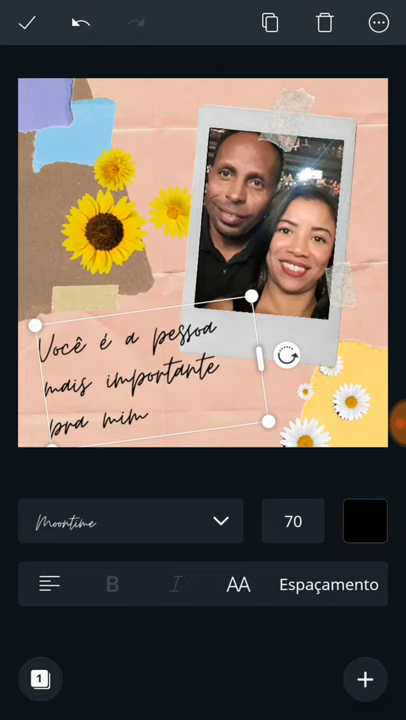 Você é a pessoa
mais importante
pra mim
Moontime
70
B
I
AA
Espaçamento
1